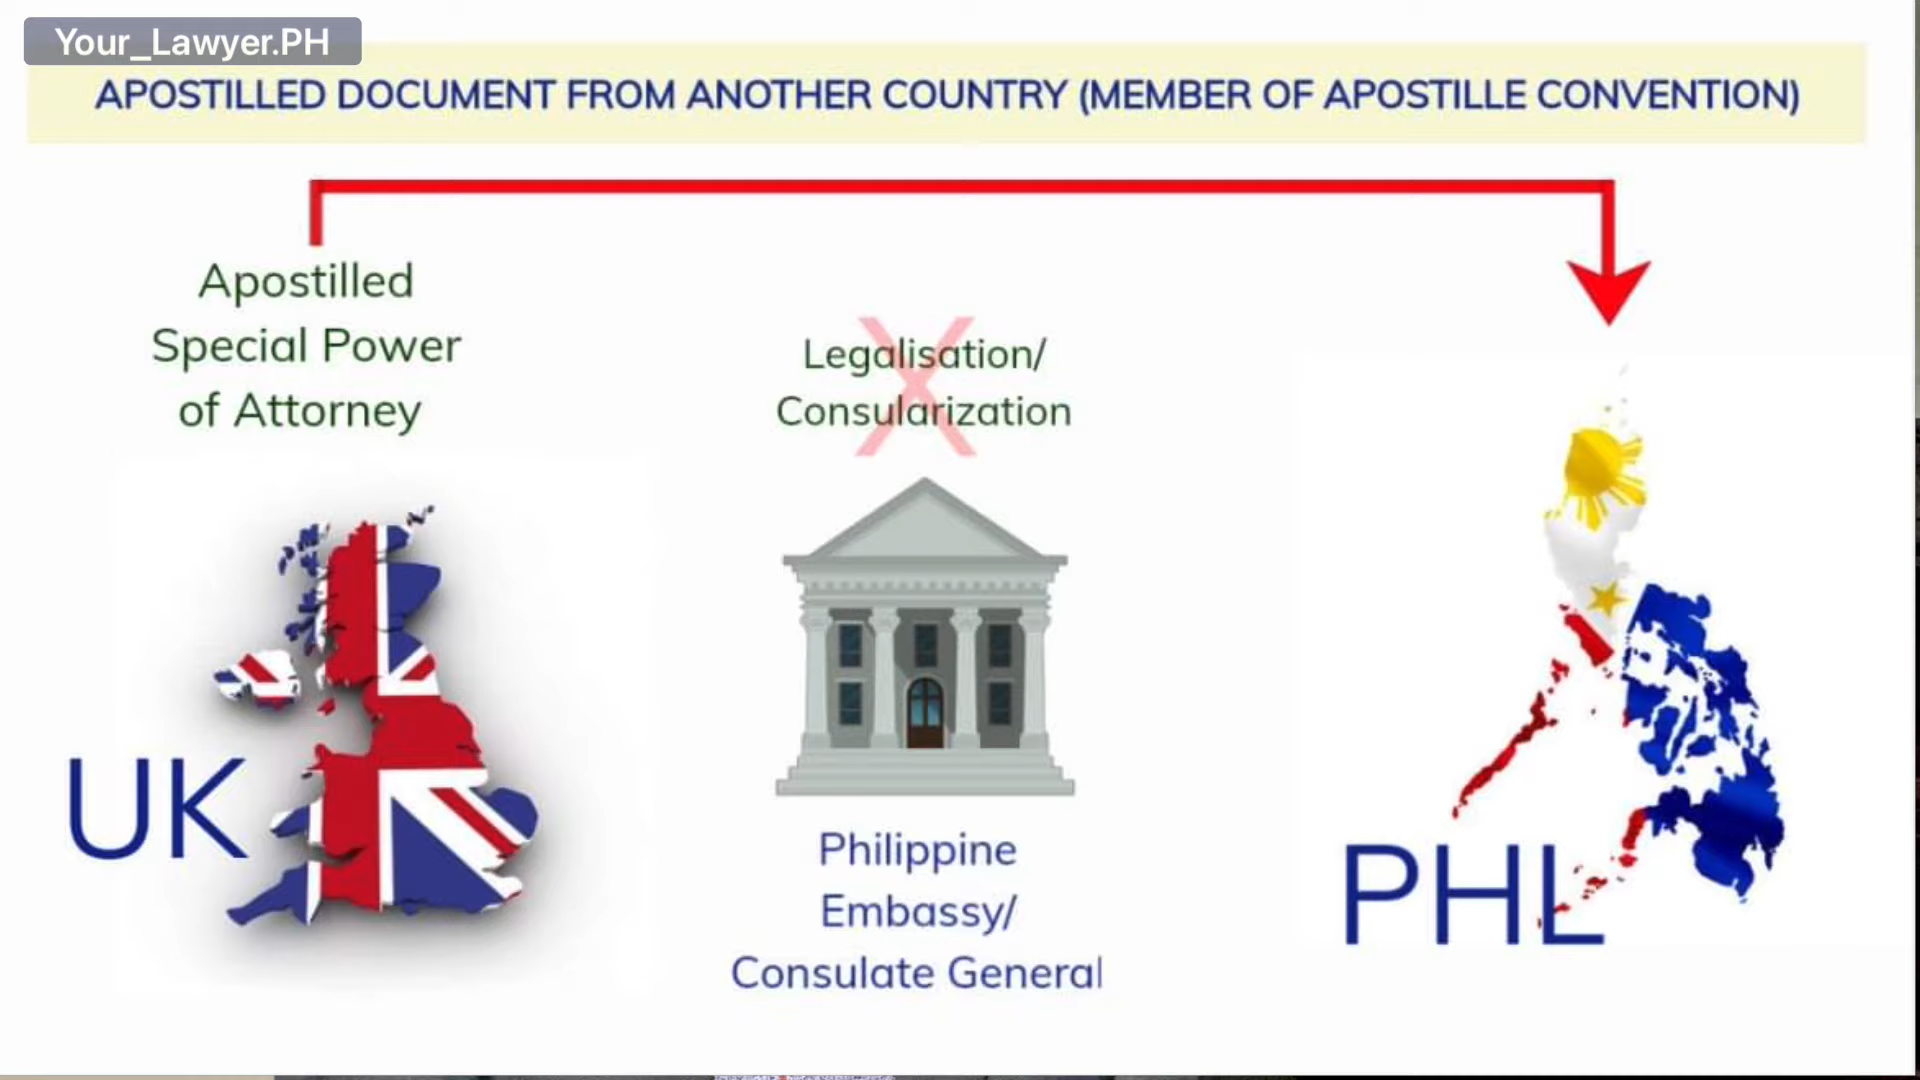 Your_Lawyer.PH
APOSTILLED DOCUMENT FROM ANOTHER COUNTRY (MEMBER OF APOSTILLE CONVENTION)
Apostilled
Special Power
of Attorney
Legalisation/
Consularization
UK
Philippine
Embassy/
Consulate General
PHL